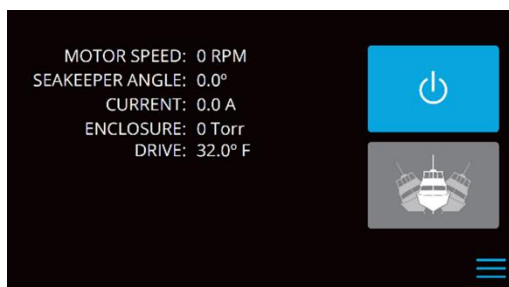 MOTOR SPEED: 0 RPM
SEAKEEPER ANGLE: 0.0º
CURRENT: 0.0 A
ENCLOSURE: 0 Torr
DRIVE: 32.0º F